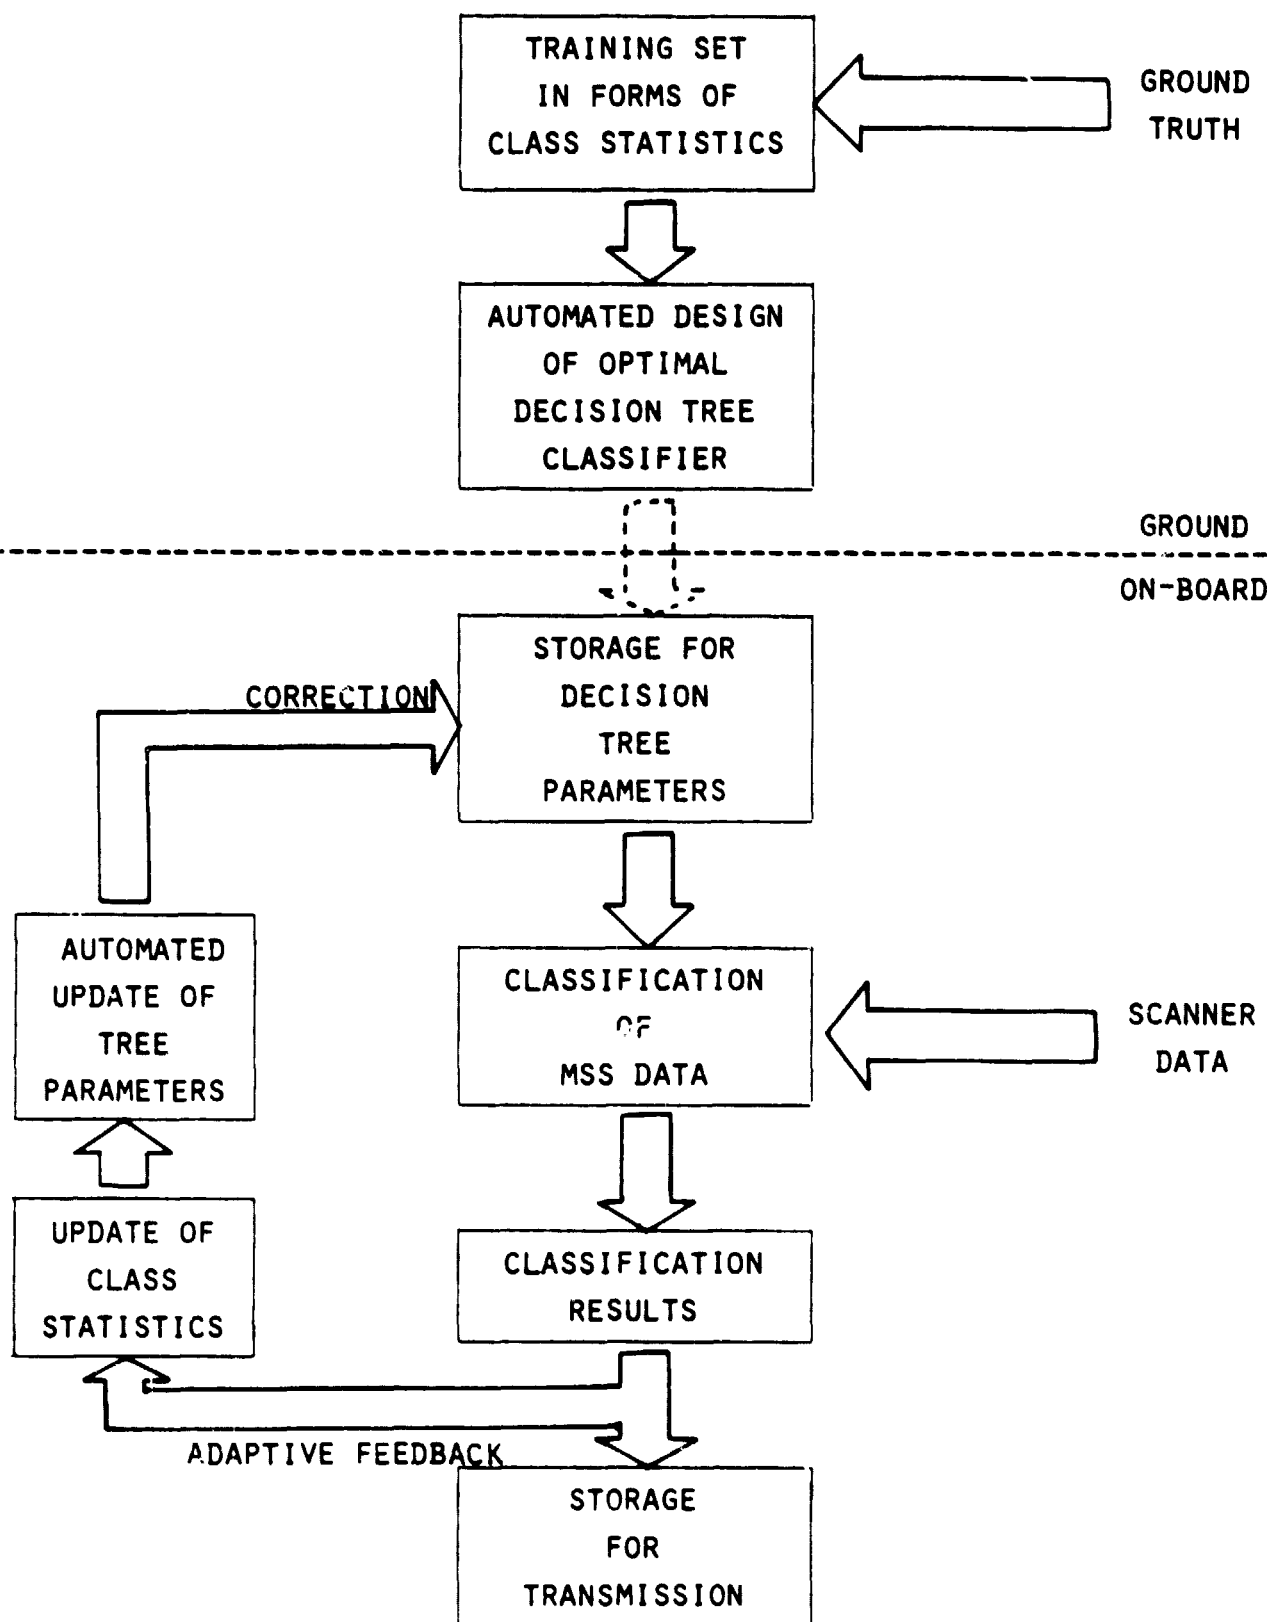 TRAINING SET
IN FORMS OF
CLASS STATISTICS
GROUND
TRUTH
AUTOMATED DESIGN
OF OPTIMAL
DECISION TREE
CLASSIFIER
GROUND
ON-BOARD
STORAGE FOR
DECISION
TREE
PARAMETERS
CORRECTION
AUTOMATED
UPDATE OF
TREE
PARAMETERS
CLASSIFICATION
OF
MSS DATA
SCANNER
DATA
UPDATE OF
CLASS
STATISTICS
CLASSIFICATION
RESULTS
ADAPTIVE FEEDBACK
STORAGE
FOR
TRANSMISSION